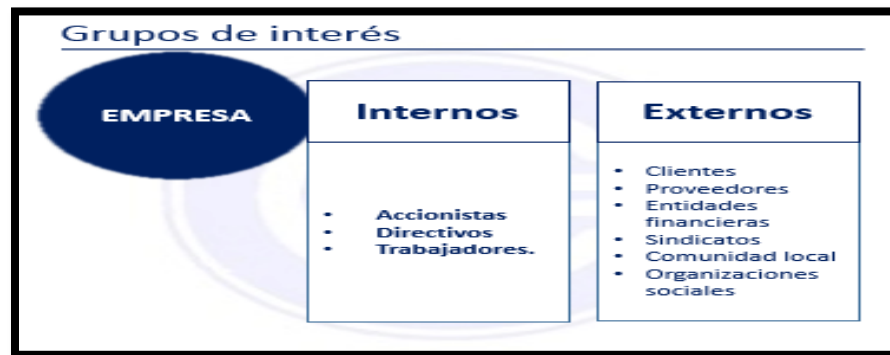 Grupos de interés
EMPRESA
Internos
• Accionistas
• Directivos
• Trabajadores.
Externos
• Clientes
• Proveedores
• Entidades
financieras
• Sindicatos
• Comunidad local
• Organizaciones
sociales